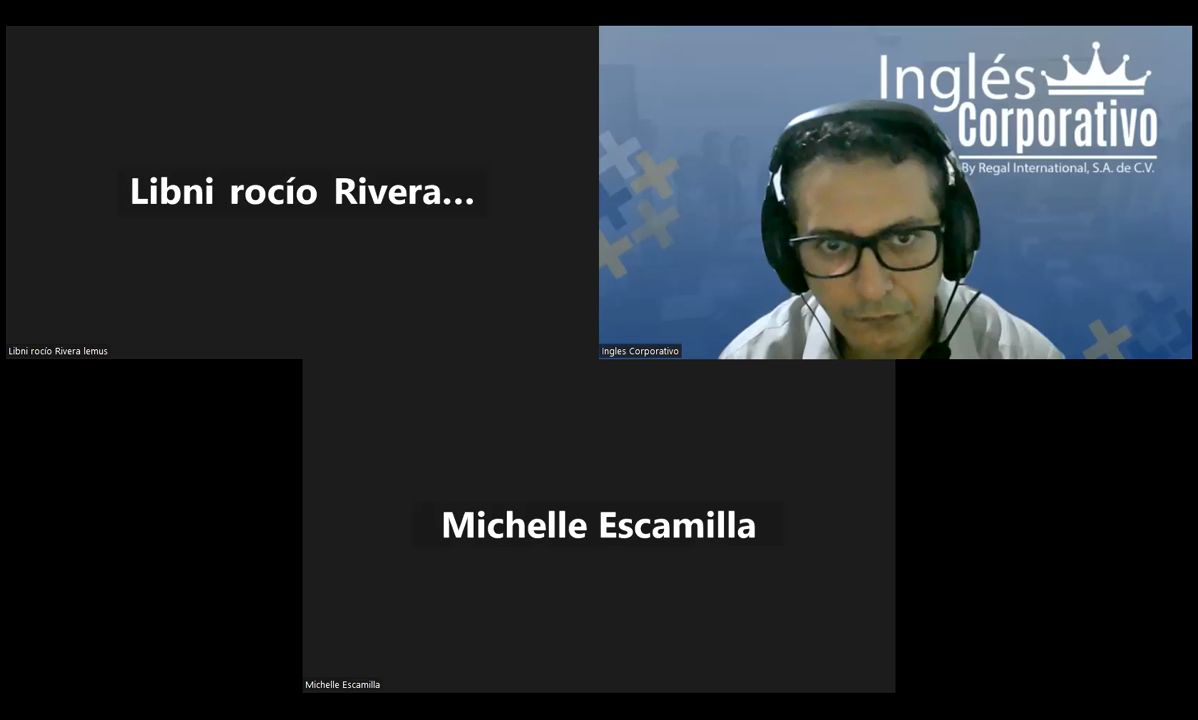 Libni rocío Rivera...
Libni rocío Rivera lemus
Inglés
Corporativo
By Regal International, S.A. de C.V.
Ingles Corporativo
Michelle Escamilla
Michelle Escamilla